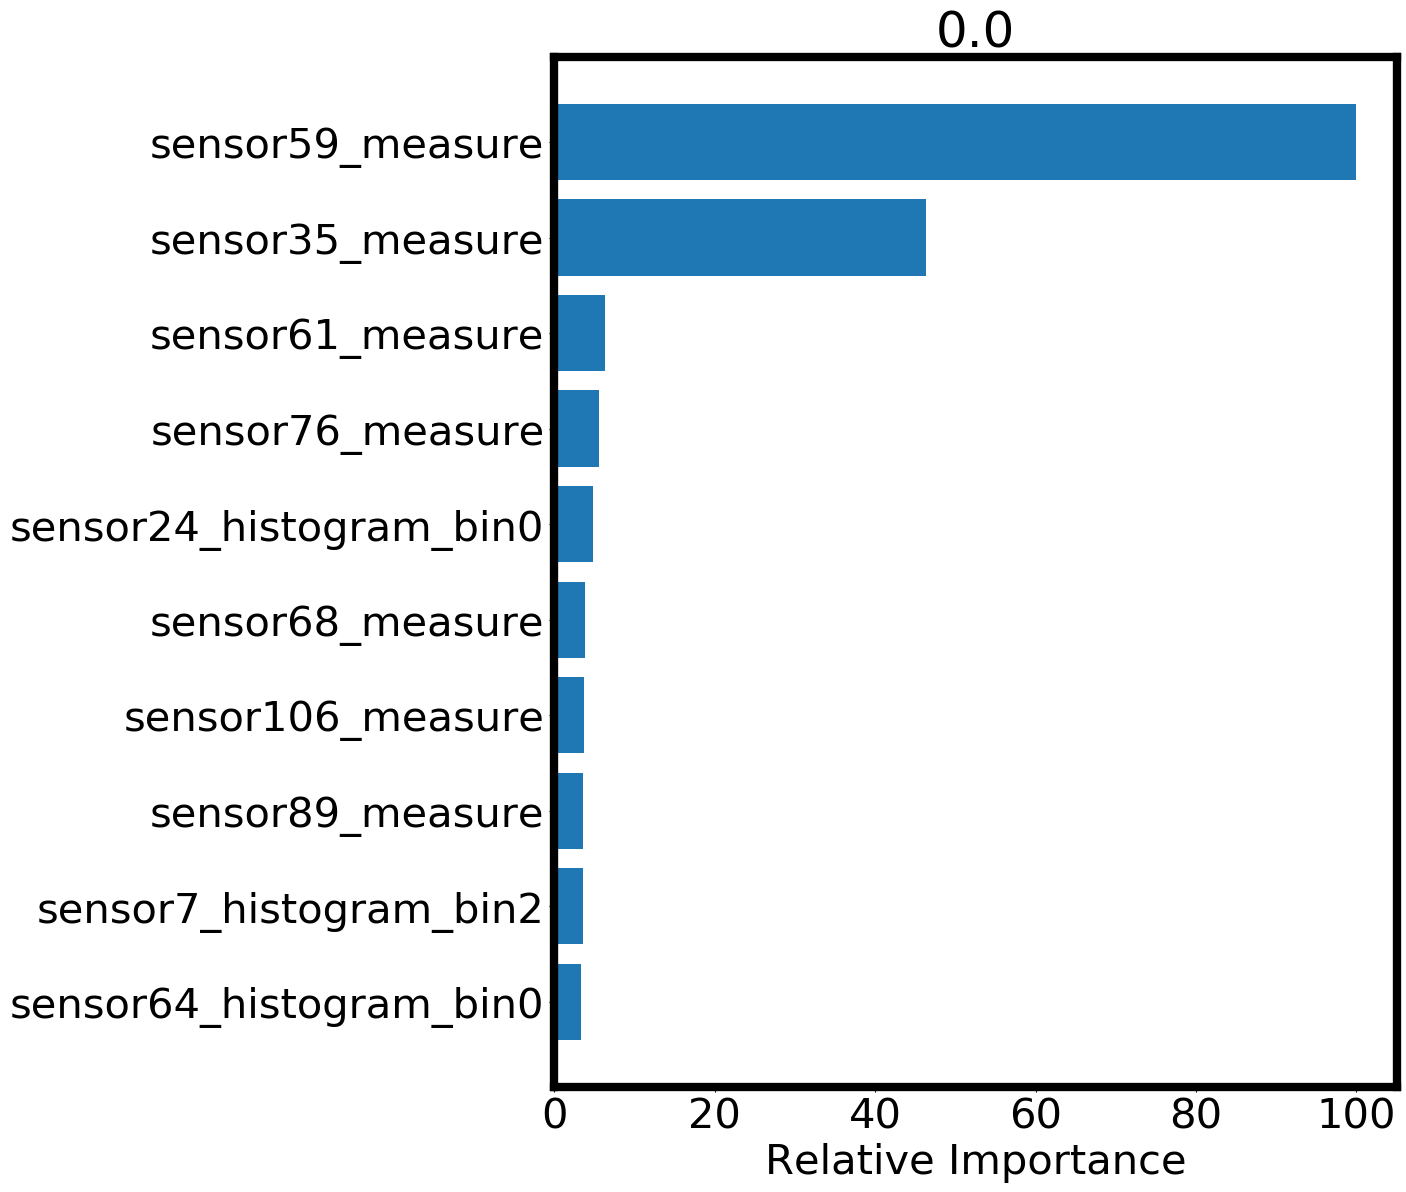 0.0
sensor59_measure
sensor35_measure
sensor61_measure
sensor76_measure
sensor24_histogram_bin0
sensor68_measure
sensor106_measure
sensor89_measure
sensor7_histogram_bin2
sensor64_histogram_bin0
0 20 40 60 80 100
Relative Importance